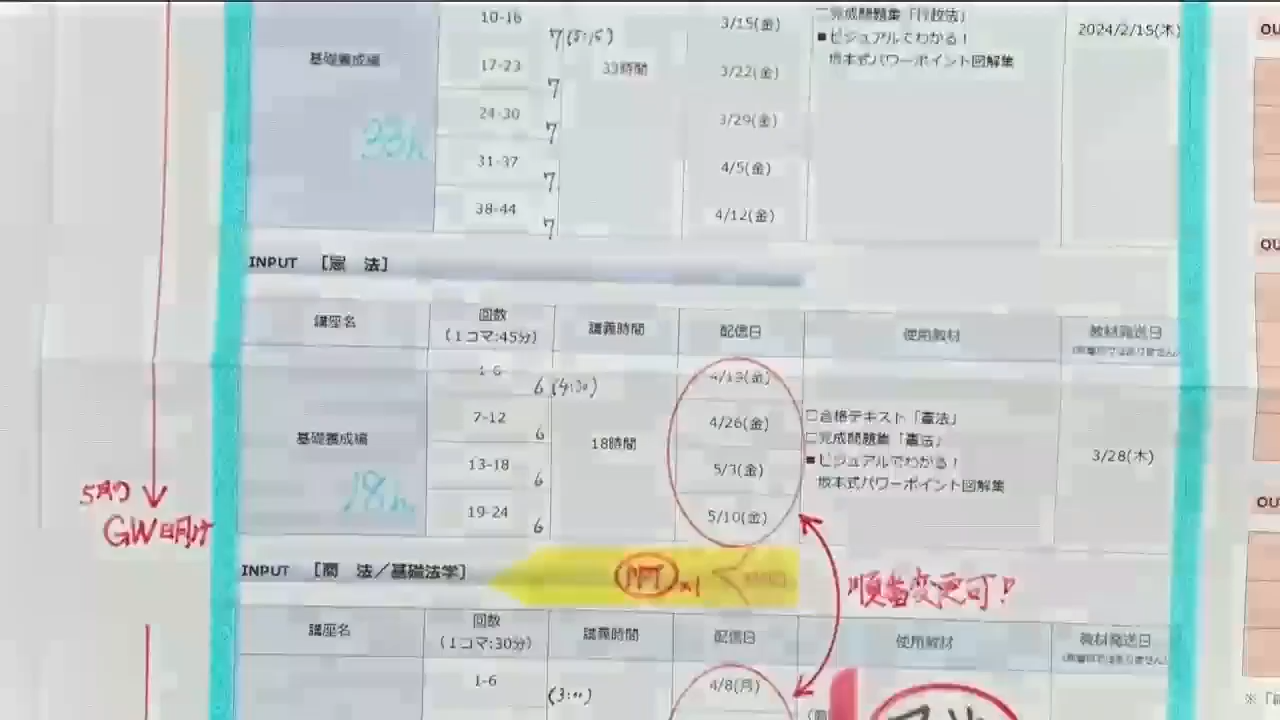 10-16
7(5:15)
3/15(金)
□完成問題集「行政法」
2024/2/15(木)
■ビジュアルでわかる!
坂本式パワーポイント図解集
基礎養成編
33h
17-23
7
33時間
3/22(金)
24-30
7
3/29(金)
31-37
7
4/5(金)
38-44
7
4/12(金)
INPUT [憲 法]
講座名
回数
(1コマ:45分)
講義時間
配信日
使用教材
教材発送日
1-6
6(4:30)
7-12
6
4/26(金)
□合格テキスト「憲法」
□完成問題集「憲法」
■ビジュアルでわかる!
坂本式パワーポイント図解集
基礎養成編
18h
18時間
3/28(木)
13-18
6
5/3(金)
19-24
6
5/10(金)
5月の
GW明け
INPUT [商 法/基礎法学]
順番変更可!
講座名
回数
(1コマ:30分)
講義時間
配信日
使用教材
教材発送日
1-6
4/8(月)
OU
OU
OU